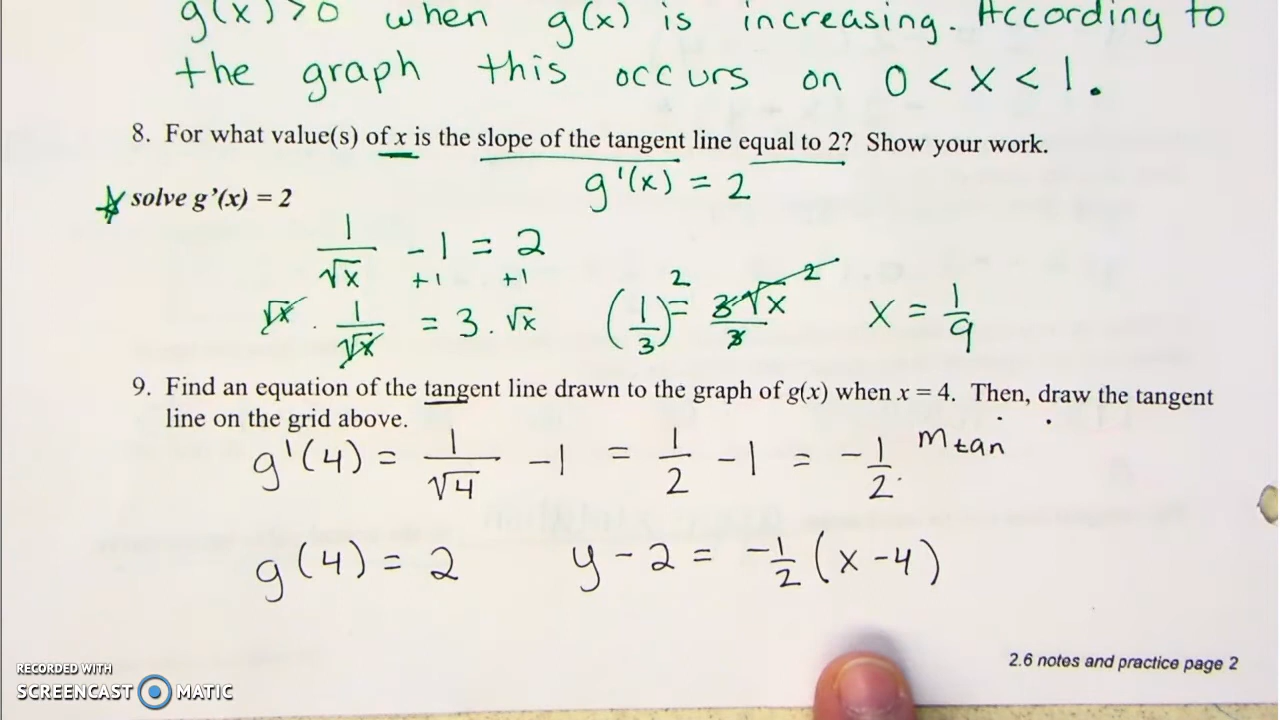 g(x) > 0 when g(x) is increasing. According to
the graph this occurs on 0 < x < 1.
8. For what value(s) of x is the slope of the tangent line equal to 2? Show your work.
g'(x) = 2
solve g’(x) = 2
1/√x - 1 = 2
+1 +1
√x · 1/√x = 3 · √x (1/3)² = 3√x/3 ² x = 1/9
9. Find an equation of the tangent line drawn to the graph of g(x) when x = 4. Then, draw the tangent
line on the grid above.
g'(4) = 1/√4 - 1 = 1/2 - 1 = -1/2. m tan
g(4) = 2 y - 2 = -1/2 (x - 4)
2.6 notes and practice page 2
RECORDED WITH
SCREENCAST MATIC